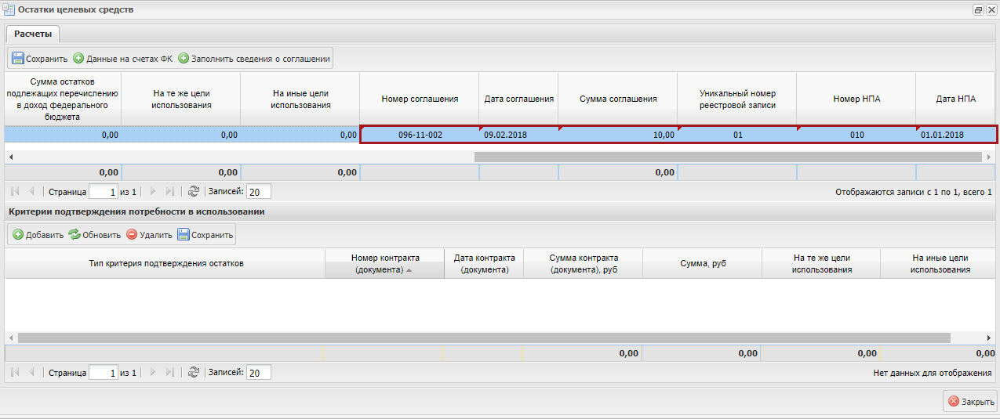 Остатки целевых средств
Расчеты
Сохранить Данные на счетах ФК Заполнить сведения о соглашении
Сумма остатков
подлежащих перечислению
в доход федерального
бюджета
На те же цели
использования
На иные цели
использования
Номер соглашения
Дата соглашения
Сумма соглашения
Уникальный номер
реестровой записи
Номер НПА
Дата НПА
0,00 0,00 0,00 096-11-002 09.02.2018 10,00 01 010 01.01.2018
0,00 0,00 0,00 0,00
Страница 1 из 1 Записей: 20 Отображаются записи с 1 по 1, всего 1
Критерии подтверждения потребности в использовании
Добавить Обновить Удалить Сохранить
Тип критерия подтверждения остатков
Номер контракта
(документа)
Дата контракта
(документа)
Сумма контракта
(документа), руб
Сумма, руб
На те же цели
использования
На иные цели
использования
0,00 0,00 0,00 0,00
Страница 1 из 1 Записей: 20 Нет данных для отображения
Закрыть